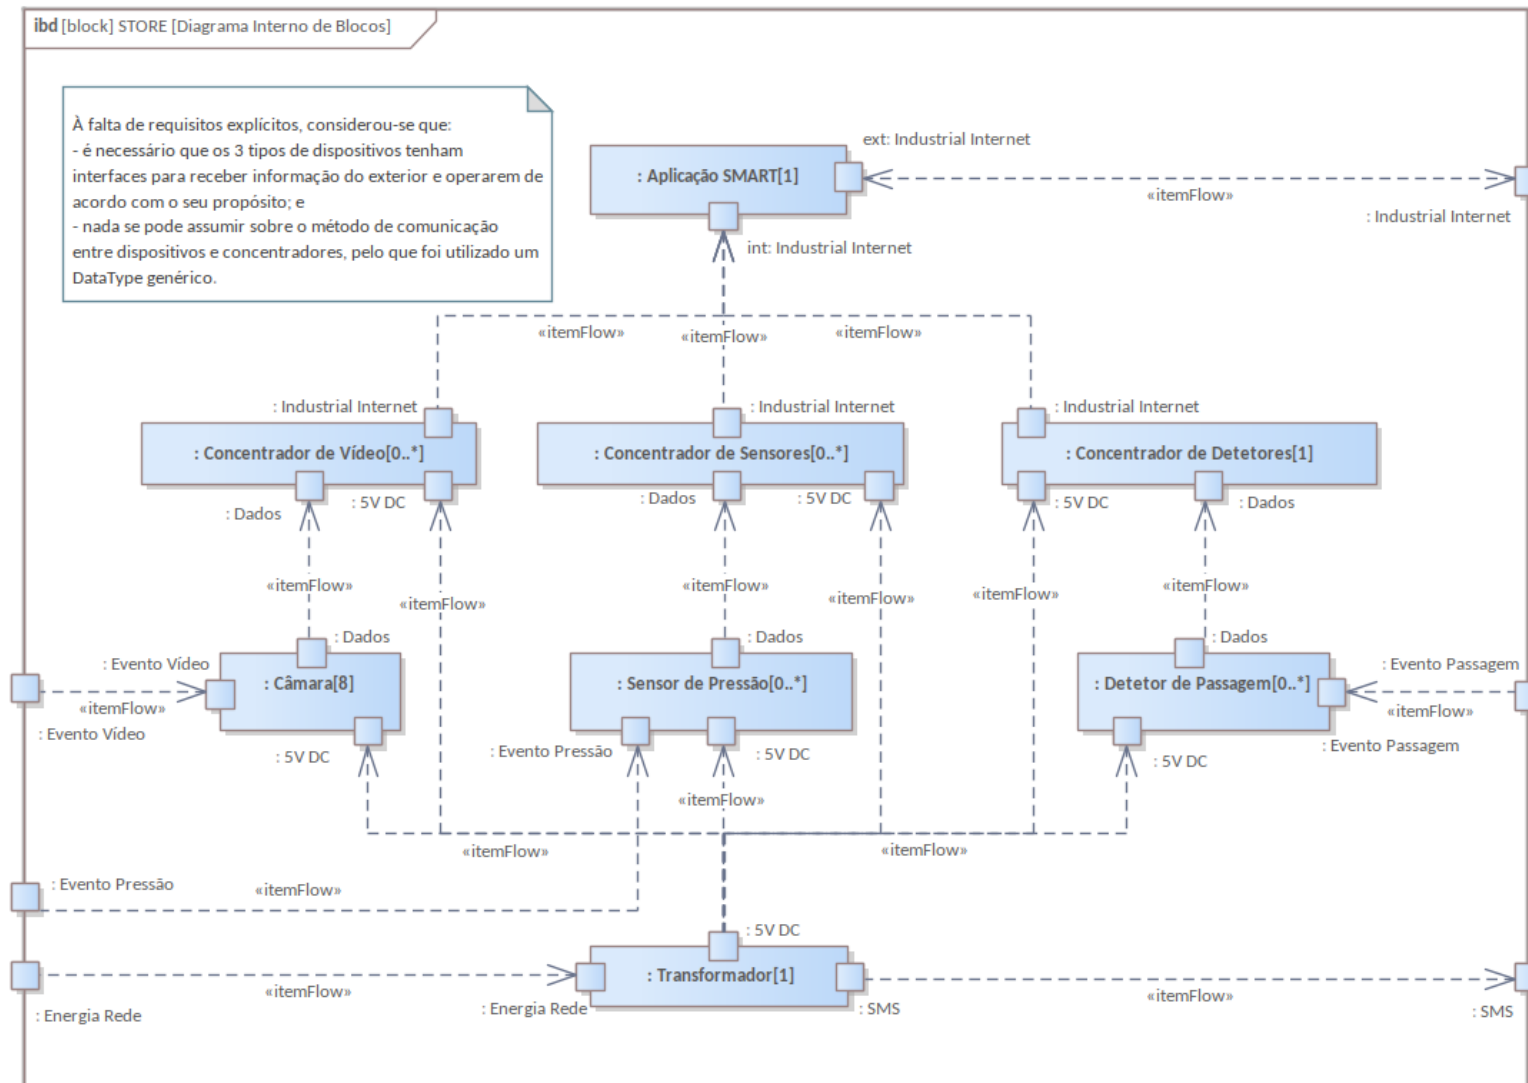 ibd [block] STORE [Diagrama Interno de Blocos]
À falta de requisitos explícitos, considerou-se que:
- é necessário que os 3 tipos de dispositivos tenham
interfaces para receber informação do exterior e operarem de
acordo com o seu propósito; e
- nada se pode assumir sobre o método de comunicação
entre dispositivos e concentradores, pelo que foi utilizado um
DataType genérico.
ext: Industrial Internet
: Aplicação SMART[1]
«itemFlow»
: Industrial Internet
int: Industrial Internet
«itemFlow»
«itemFlow»
«itemFlow»
: Industrial Internet
: Industrial Internet
: Industrial Internet
: Concentrador de Vídeo[0..*]
: Concentrador de Sensores[0..*]
: Concentrador de Detetores[1]
: Dados
: 5V DC
: Dados
: 5V DC
: 5V DC
: Dados
«itemFlow»
«itemFlow»
«itemFlow»
«itemFlow»
«itemFlow»
«itemFlow»
: Dados
: Dados
: Dados
: Evento Vídeo
: Câmara[8]
: Sensor de Pressão[0..*]
: Detetor de Passagem[0..*]
: Evento Passagem
«itemFlow»
«itemFlow»
: Evento Vídeo
: 5V DC
: Evento Pressão
: 5V DC
: Evento Passagem
: 5V DC
«itemFlow»
«itemFlow»
«itemFlow»
: Evento Pressão
«itemFlow»
: 5V DC
: Transformador[1]
«itemFlow»
«itemFlow»
: Energia Rede
: Energia Rede
: SMS
: SMS